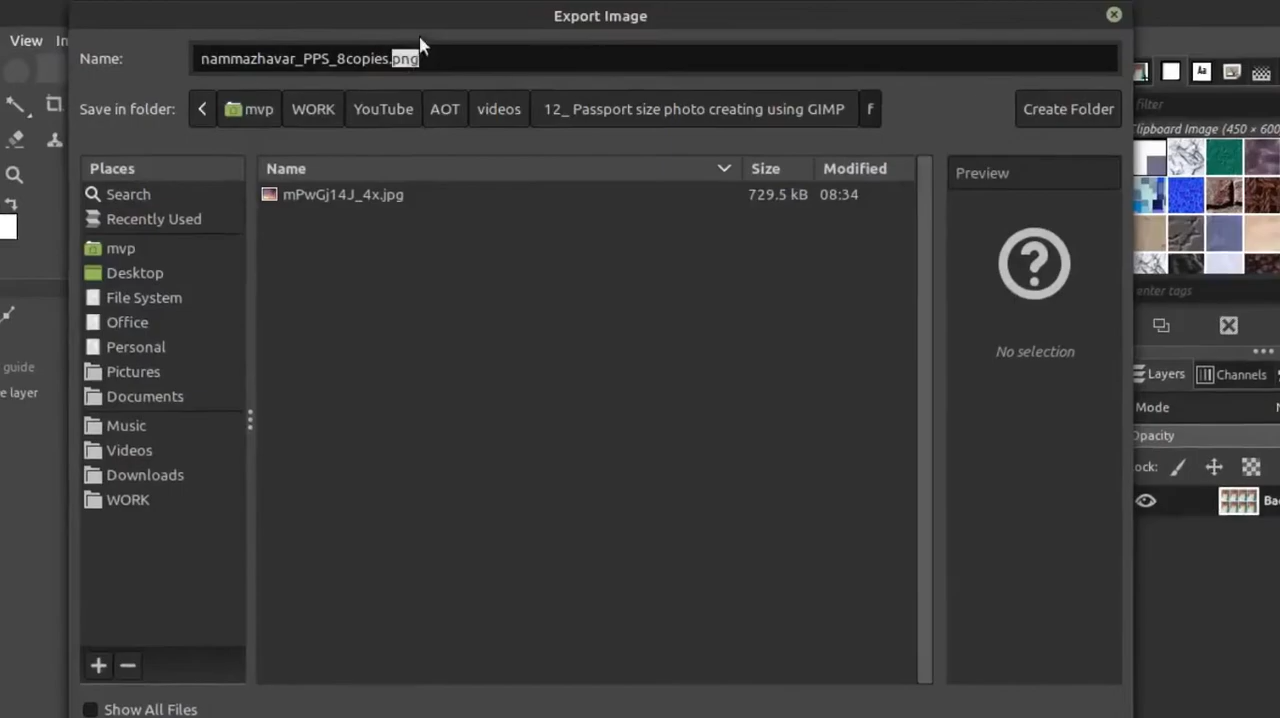 Export Image
View
Name:
nammazhavar_PPS_8copies.png
Save in folder:
mvp
WORK
YouTube
AOT
videos
12_ Passport size photo creating using GIMP
f
Create Folder
filter
Clipboard Image (450 × 600
Places
Search
Recently Used
mvp
Desktop
File System
Office
Personal
Pictures
Documents
Music
Videos
Downloads
WORK
Show All Files
Name
Size
Modified
mPwGj14J_4x.jpg
729.5 kB
08:34
Preview
No selection
enter tags
guide
layer
Layers
Channels
Mode
Opacity